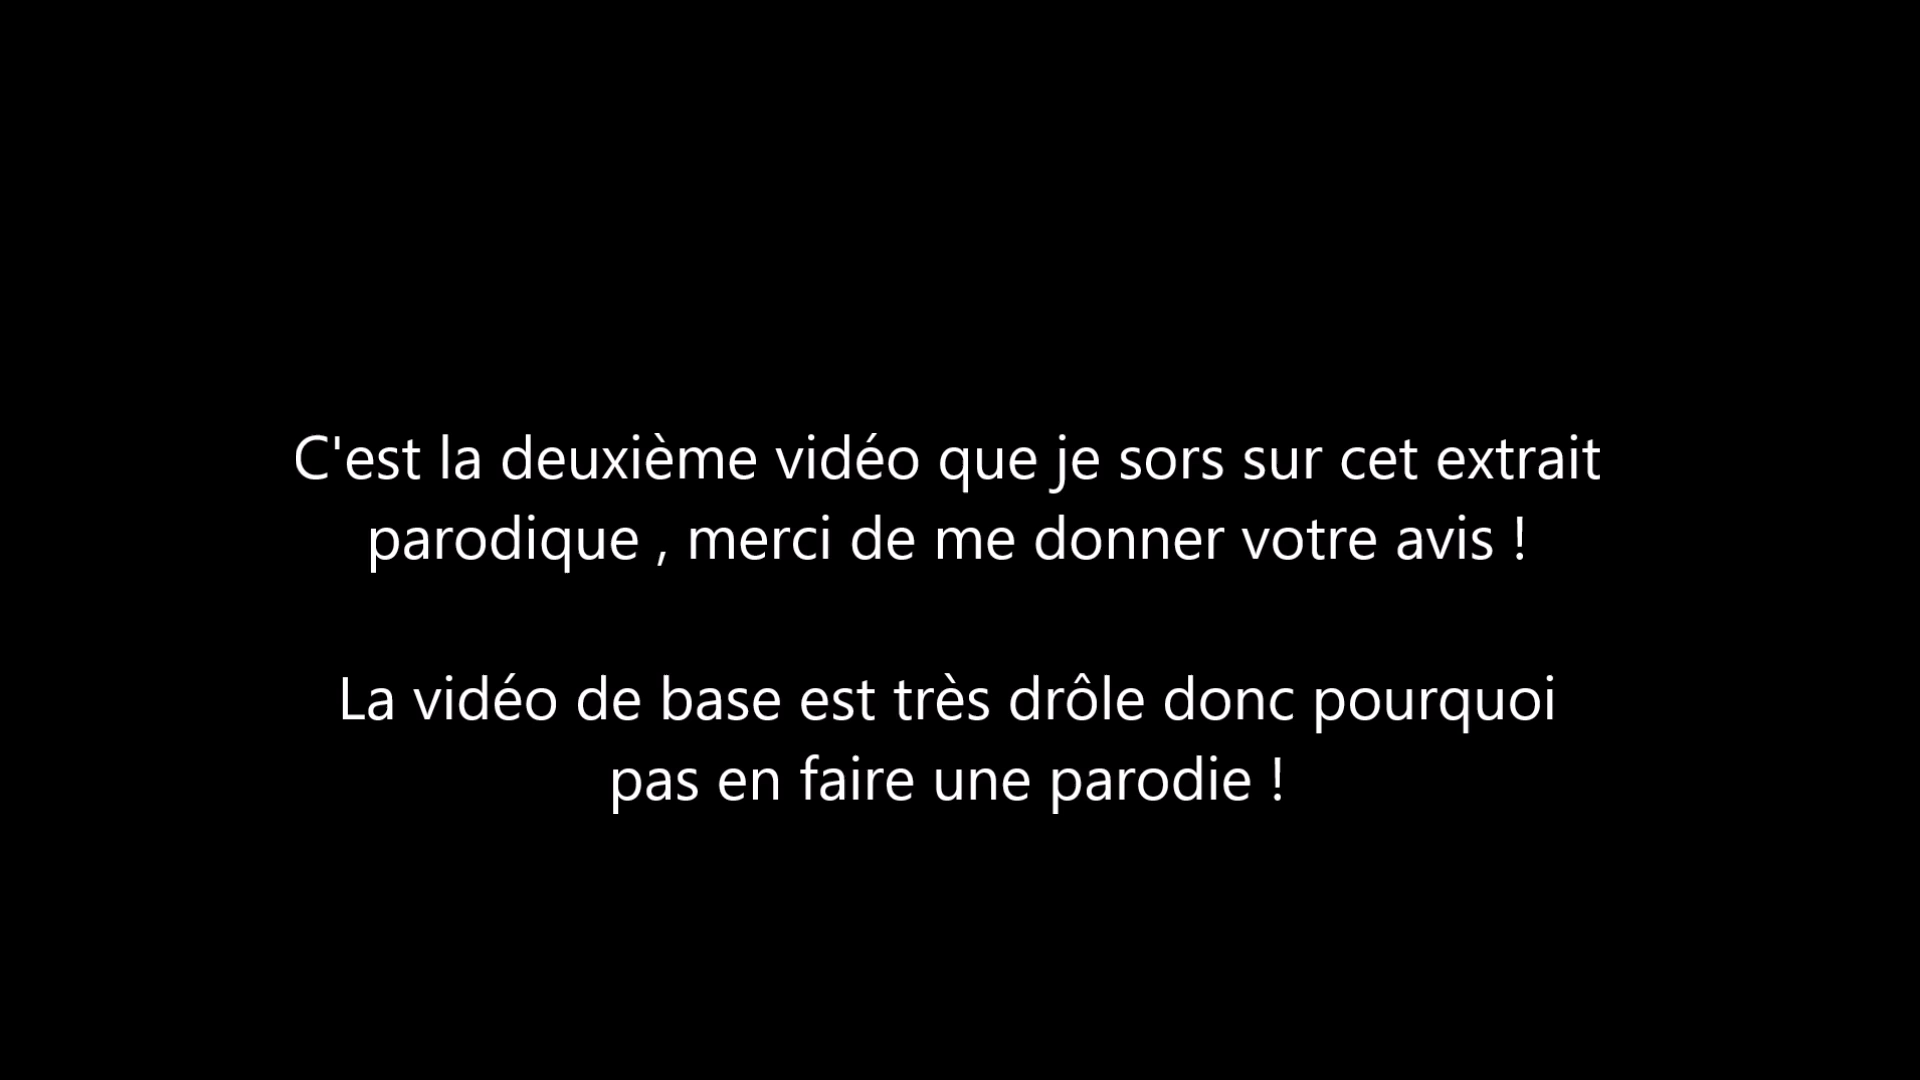 C'est la deuxième vidéo que je sors sur cet extrait
parodique , merci de me donner votre avis !
La vidéo de base est très drôle donc pourquoi
pas en faire une parodie !